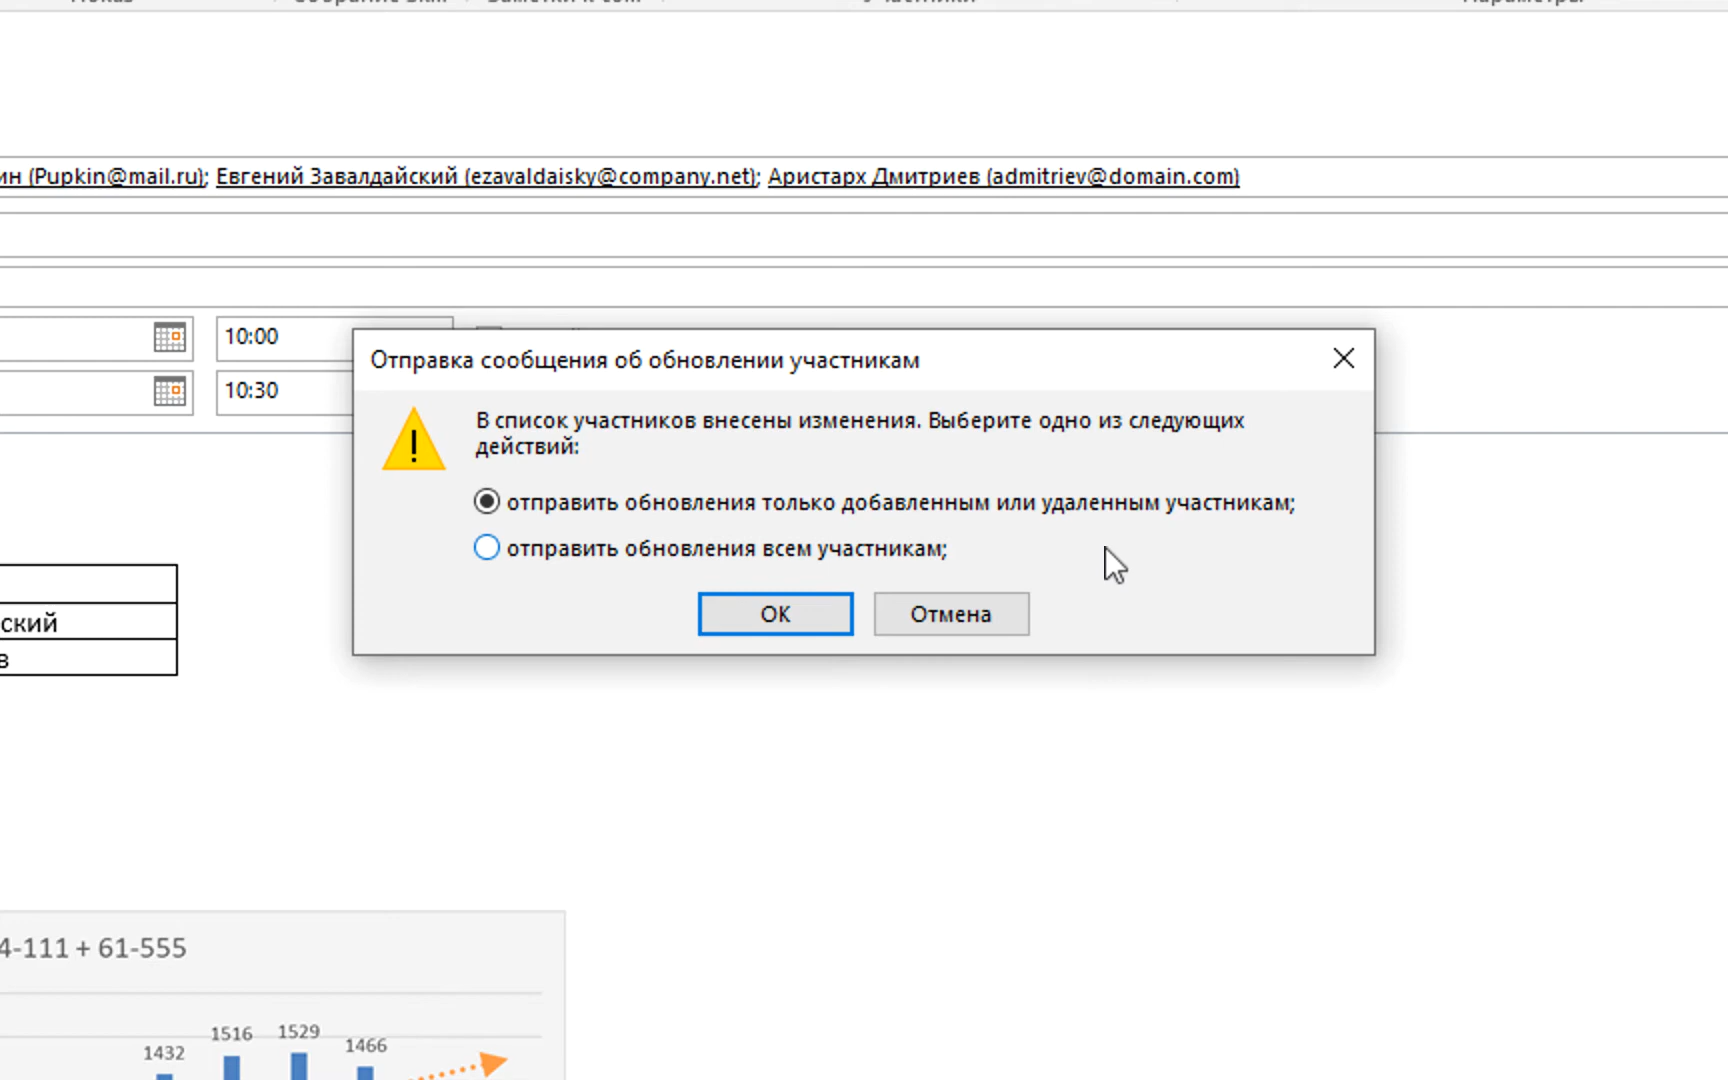 (Pupkin@mail.ru); Евгений Завалдайский (ezavaldaisky@company.net); Аристарх Дмитриев (admitriev@domain.com)
10:00
10:30
Отправка сообщения об обновлении участникам
В список участников внесены изменения. Выберите одно из следующих
действий:
отправить обновления только добавленным или удаленным участникам;
отправить обновления всем участникам;
ОК
Отмена
ский
в
4-111 + 61-555
1432
1516
1529
1466